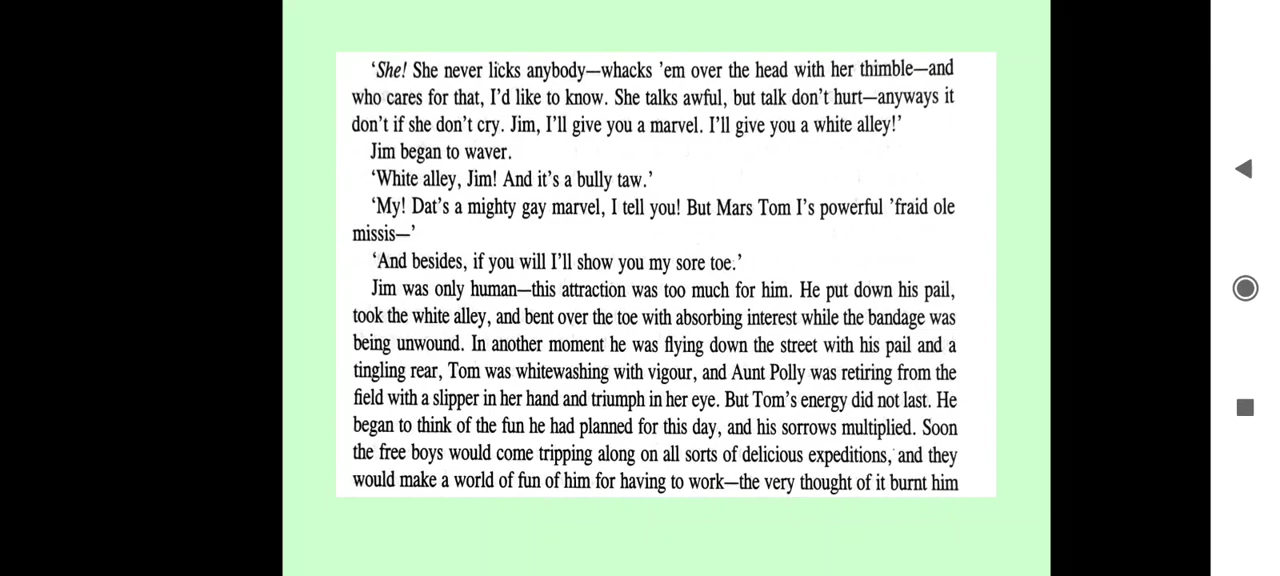 ‘She! She never licks anybody—whacks ’em over the head with her thimble—and
who cares for that, I’d like to know. She talks awful, but talk don’t hurt—anyways it
don’t if she don’t cry. Jim, I’ll give you a marvel. I’ll give you a white alley!’
Jim began to waver.
‘White alley, Jim! And it’s a bully taw.’
‘My! Dat’s a mighty gay marvel, I tell you! But Mars Tom I’s powerful ’fraid ole
missis—’
‘And besides, if you will I’ll show you my sore toe.’
Jim was only human—this attraction was too much for him. He put down his pail,
took the white alley, and bent over the toe with absorbing interest while the bandage was
being unwound. In another moment he was flying down the street with his pail and a
tingling rear, Tom was whitewashing with vigour, and Aunt Polly was retiring from the
field with a slipper in her hand and triumph in her eye. But Tom’s energy did not last. He
began to think of the fun he had planned for this day, and his sorrows multiplied. Soon
the free boys would come tripping along on all sorts of delicious expeditions, and they
would make a world of fun of him for having to work—the very thought of it burnt him